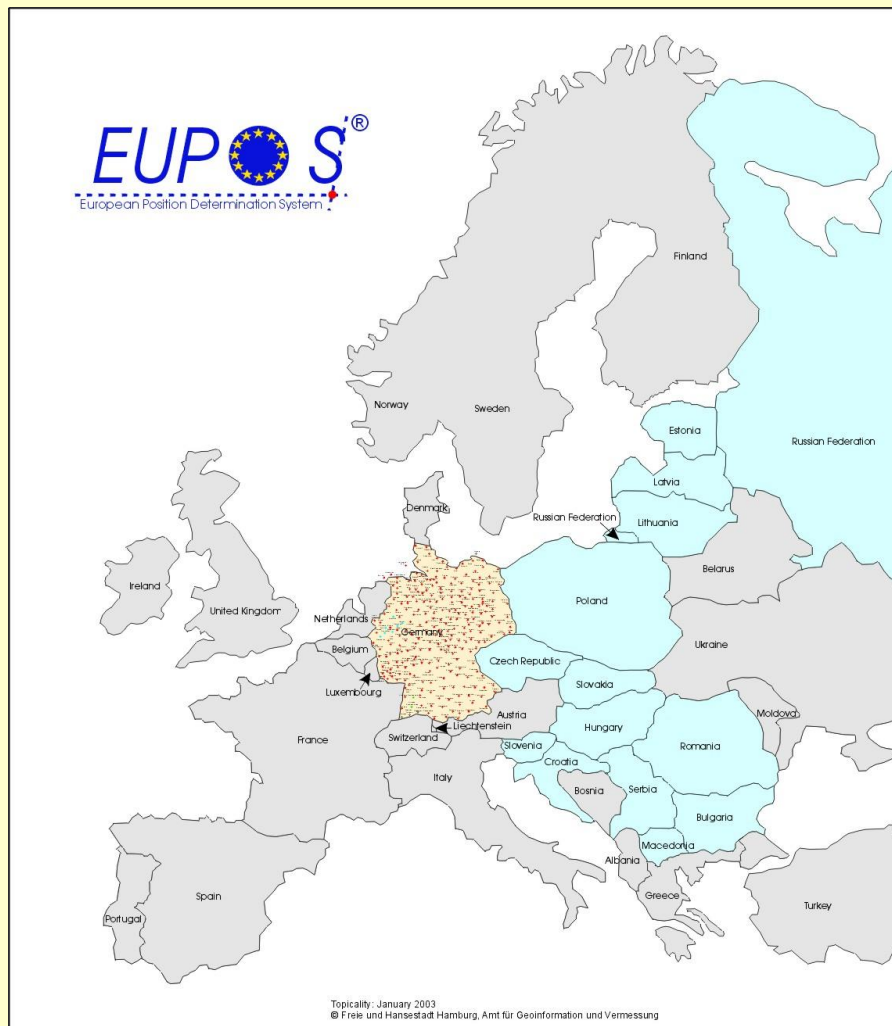 EUPOS®
European Position Determination System
Finland
Norway
Sweden
Estonia
Russian Federation
Latvia
Russian Federation
Lithuania
Denmark
Belarus
Ireland
United Kingdom
Netherlands
Germany
Poland
Belgium
Ukraine
Czech Republic
Luxembourg
Slovakia
Austria
Liechtenstein
Moldova
France
Switzerland
Hungary
Slovenia
Romania
Croatia
Italy
Bosnia
Serbia
Bulgaria
Macedonia
Albania
Spain
Greece
Portugal
Turkey
Topicality: January 2003
© Freie und Hansestadt Hamburg, Amt für Geoinformation und Vermessung